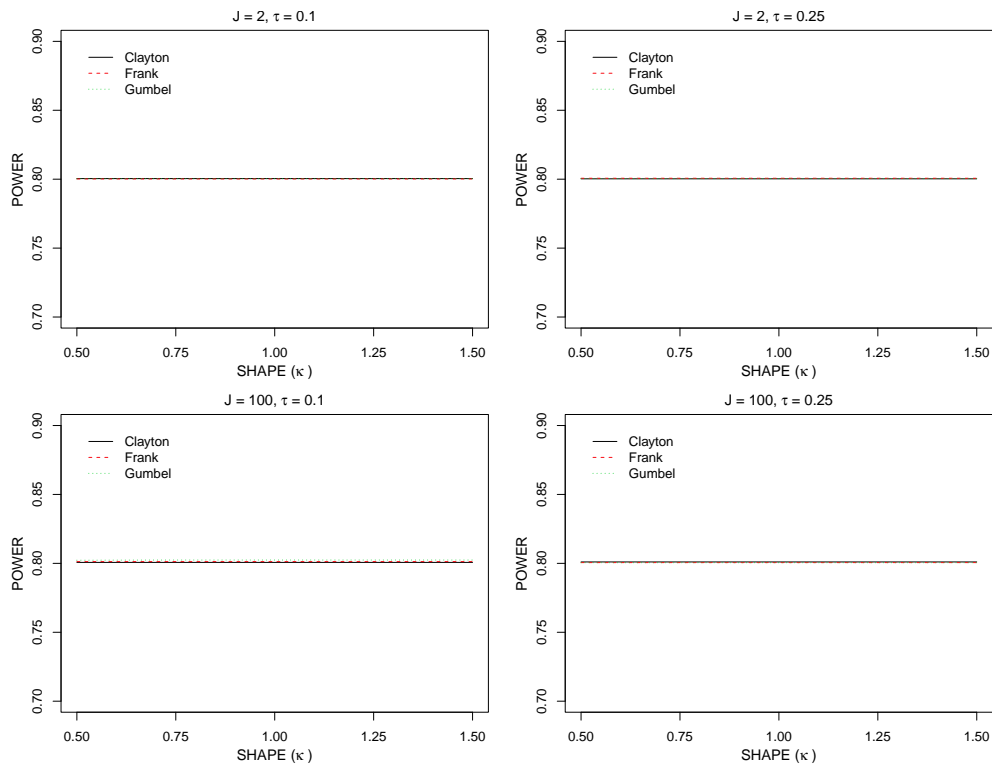 J = 2, τ = 0.1
0.90
Clayton
Frank
Gumbel
0.85
0.80
0.75
0.70
POWER
0.50 0.75 1.00 1.25 1.50
SHAPE (κ )
J = 2, τ = 0.25
0.90
Clayton
Frank
Gumbel
0.85
0.80
0.75
0.70
POWER
0.50 0.75 1.00 1.25 1.50
SHAPE (κ )
J = 100, τ = 0.1
0.90
Clayton
Frank
Gumbel
0.85
0.80
0.75
0.70
POWER
0.50 0.75 1.00 1.25 1.50
SHAPE (κ )
J = 100, τ = 0.25
0.90
Clayton
Frank
Gumbel
0.85
0.80
0.75
0.70
POWER
0.50 0.75 1.00 1.25 1.50
SHAPE (κ )